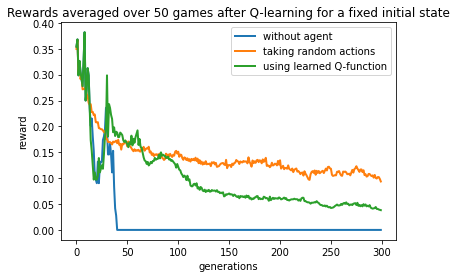 Rewards averaged over 50 games after Q-learning for a fixed initial state
without agent
taking random actions
using learned Q-function
reward
0.40
0.35
0.30
0.25
0.20
0.15
0.10
0.05
0.00
0 50 100 150 200 250 300
generations